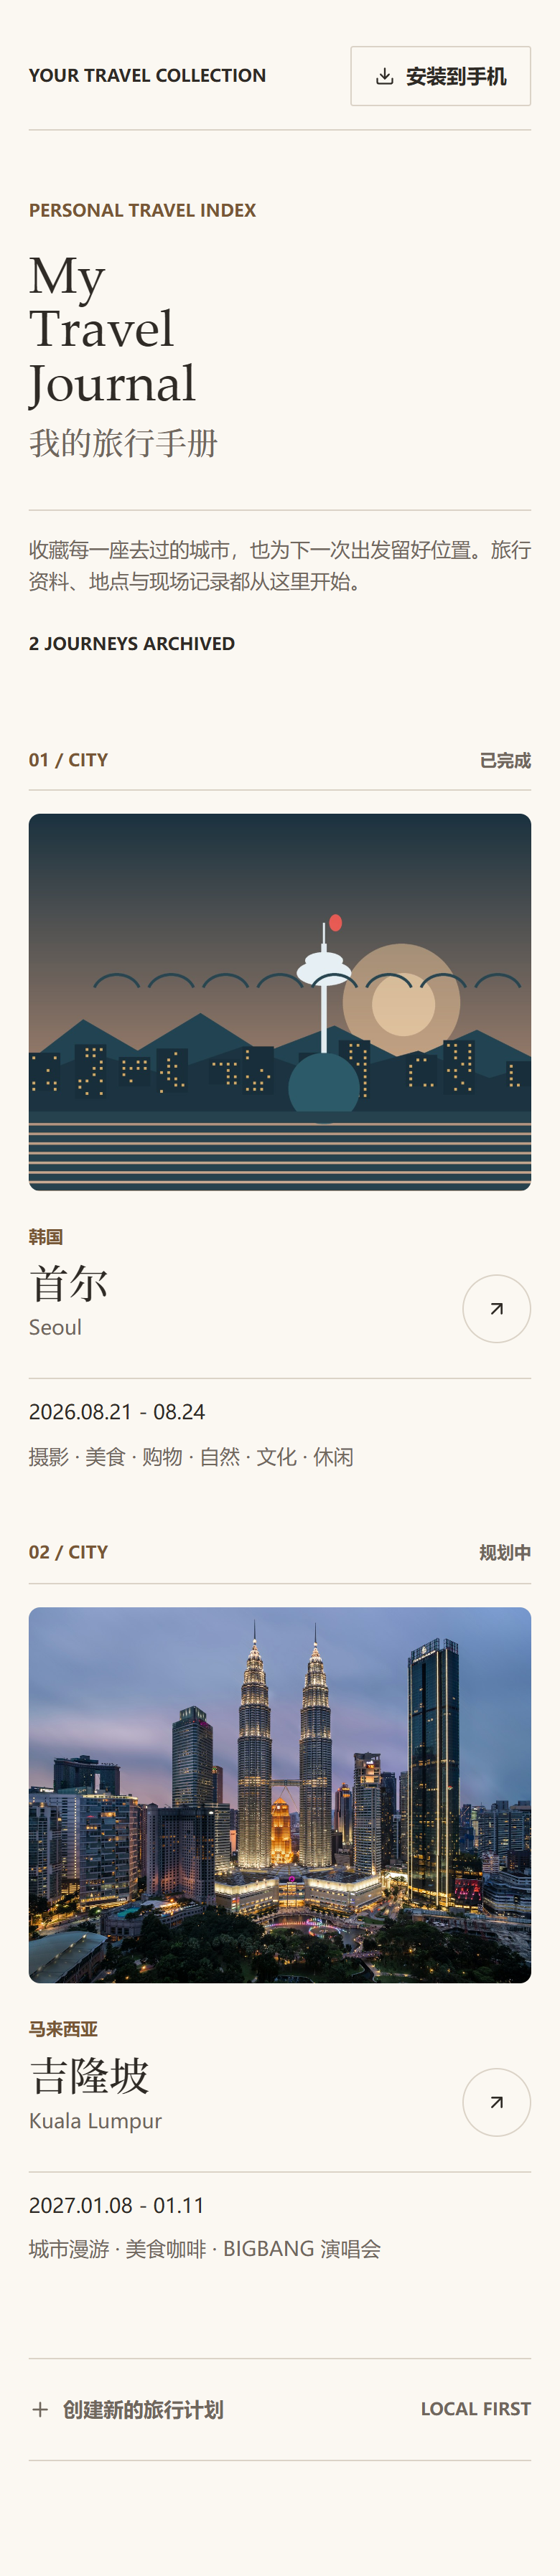 YOUR TRAVEL COLLECTION
安装到手机
PERSONAL TRAVEL INDEX
My
Travel
Journal
我的旅行手册
收藏每一座去过的城市，也为下一次出发留好位置。旅行
资料、地点与现场记录都从这里开始。
2 JOURNEYS ARCHIVED
01 / CITY
已完成
韩国
首尔
Seoul
2026.08.21 - 08.24
摄影 · 美食 · 购物 · 自然 · 文化 · 休闲
02 / CITY
规划中
马来西亚
吉隆坡
Kuala Lumpur
2027.01.08 - 01.11
城市漫游 · 美食咖啡 · BIGBANG 演唱会
+ 创建新的旅行计划
LOCAL FIRST